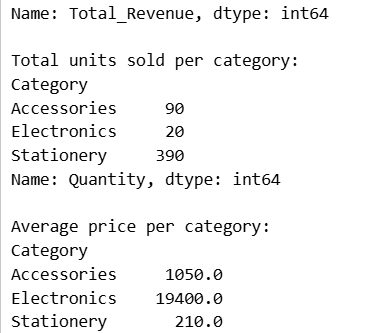 Name: Total_Revenue, dtype: int64
Total units sold per category:
Category
Accessories 90
Electronics 20
Stationery 390
Name: Quantity, dtype: int64
Average price per category:
Category
Accessories 1050.0
Electronics 19400.0
Stationery 210.0